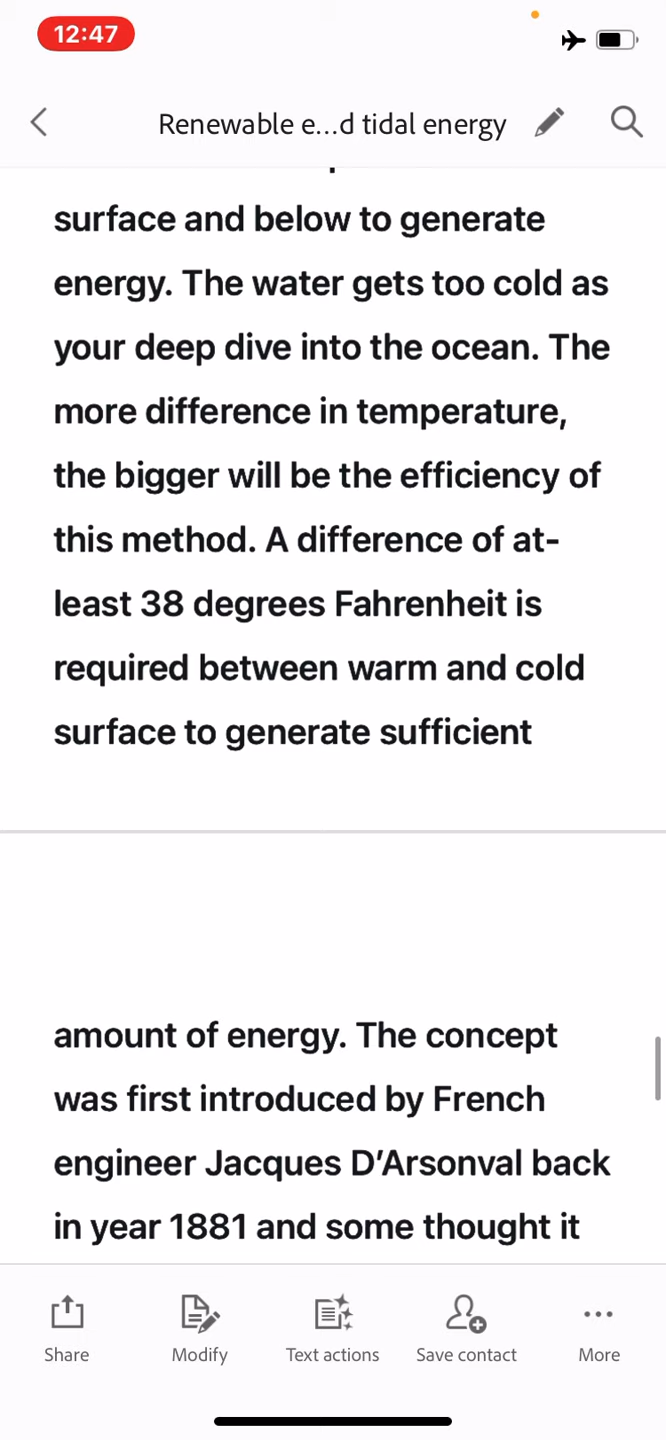 12:47
Renewable e...d tidal energy
surface and below to generate
energy. The water gets too cold as
your deep dive into the ocean. The
more difference in temperature,
the bigger will be the efficiency of
this method. A difference of at-
least 38 degrees Fahrenheit is
required between warm and cold
surface to generate sufficient
amount of energy. The concept
was first introduced by French
engineer Jacques D’Arsonval back
in year 1881 and some thought it
Share Modify Text actions Save contact More